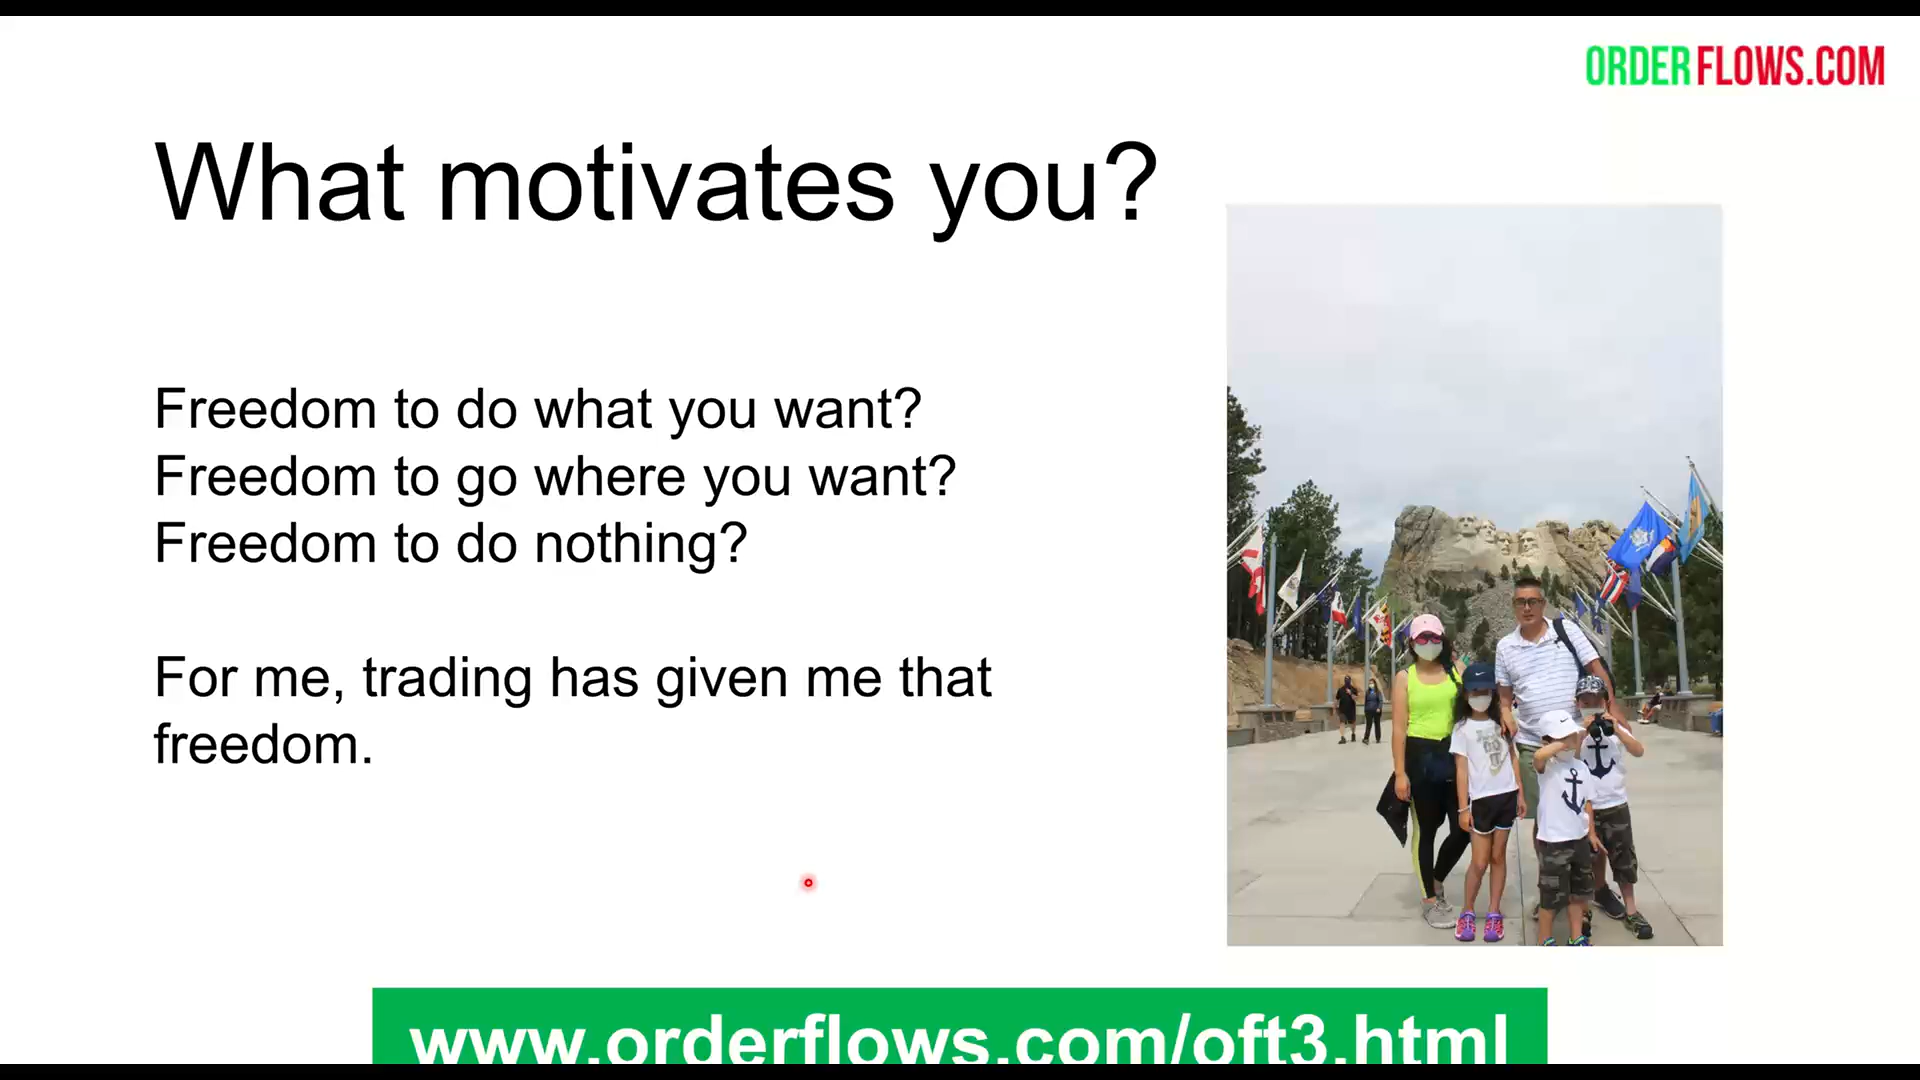 ORDERFLOWS.COM
What motivates you?
Freedom to do what you want?
Freedom to go where you want?
Freedom to do nothing?
For me, trading has given me that
freedom.
www.orderflows.com/oft3.html